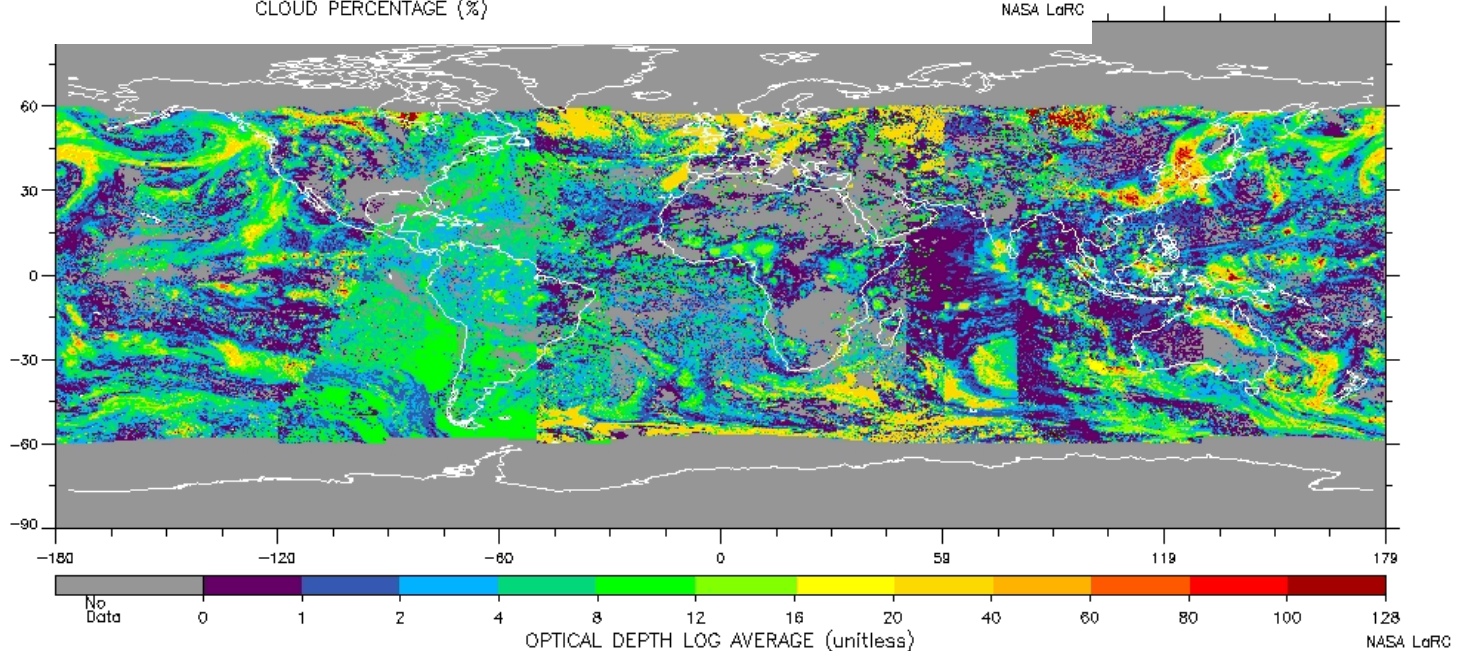 CLOUD PERCENTAGE (%) NASA LaRC
60
30
0
−30
−60
−90
−180 −120 −60 0 59 119 179
No Data 0 1 2 4 8 12 16 20 40 60 80 100 128
OPTICAL DEPTH LOG AVERAGE (unitless) NASA LaRC